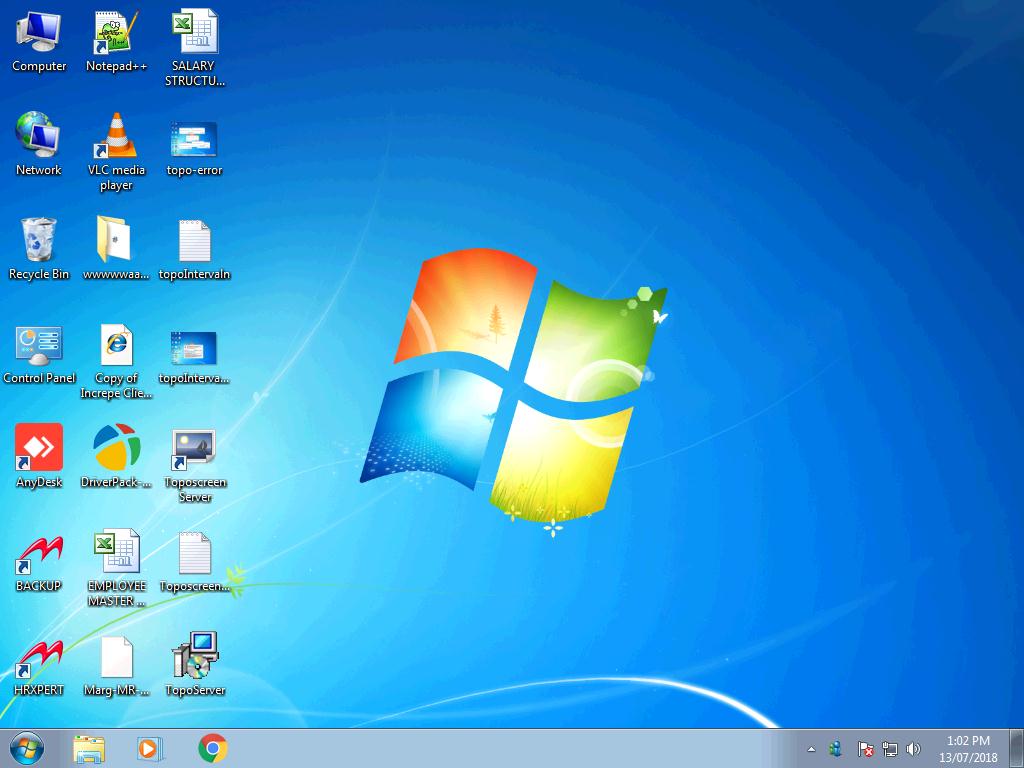 Computer
Notepad++
SALARY
STRUCTU...
Network
VLC media
player
topo-error
Recycle Bin
wwwwwaa...
topoIntervaln
Control Panel
Copy of
Increpe Clie...
topoInterva...
AnyDesk
DriverPack-...
Toposcreen
Server
BACKUP
EMPLOYEE
MASTER ...
Toposcreen...
HRXPERT
Marg-MR-...
TopoServer
1:02 PM
13/07/2018